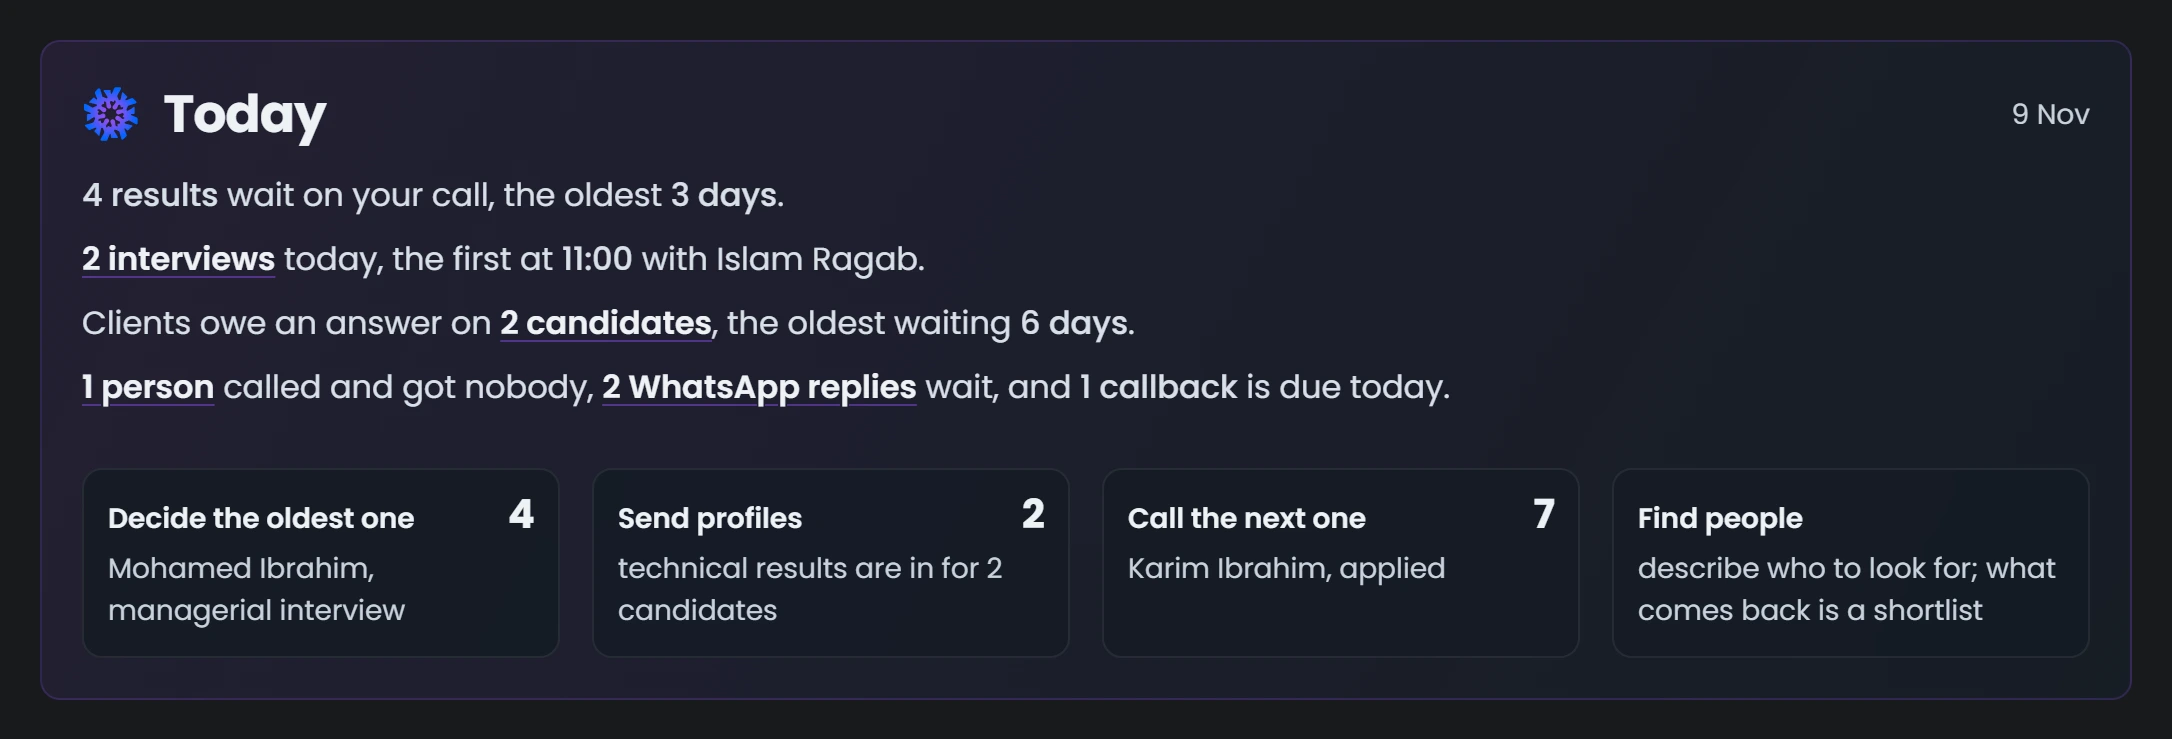 Today
9 Nov
4 results wait on your call, the oldest 3 days.
2 interviews today, the first at 11:00 with Islam Ragab.
Clients owe an answer on 2 candidates, the oldest waiting 6 days.
1 person called and got nobody, 2 WhatsApp replies wait, and 1 callback is due today.
Decide the oldest one
4
Mohamed Ibrahim,
managerial interview
Send profiles
2
technical results are in for 2
candidates
Call the next one
7
Karim Ibrahim, applied
Find people
describe who to look for; what
comes back is a shortlist